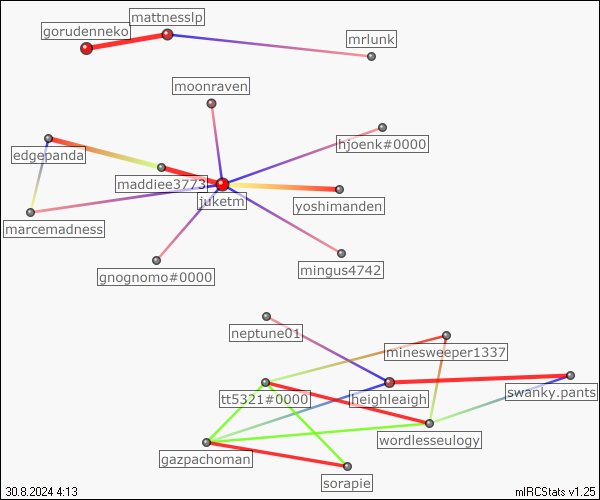 mattnesslp
gorudenneko
mrlunk
moonraven
hjoenk#0000
edgepanda
maddiee3773
juketm
yoshimanden
marcemadness
gnognomo#0000
mingus4742
neptune01
minesweeper1337
swanky.pants
tt5321#0000
heighleaigh
wordlesseulogy
gazpachoman
sorapie
30.8.2024 4:13
mIRCStats v1.25